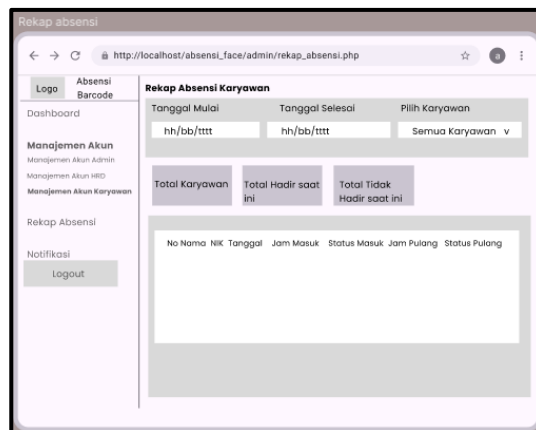 Rekap absensi
http://localhost/absensi_face/admin/rekap_absensi.php
a
Logo
Absensi
Barcode
Dashboard
Manajemen Akun
Manajemen Akun Admin
Manajemen Akun HRD
Manajemen Akun Karyawan
Rekap Absensi
Notifikasi
Logout
Rekap Absensi Karyawan
Tanggal Mulai Tanggal Selesai Pilih Karyawan
hh/bb/tttt hh/bb/tttt Semua Karyawan v
Total Karyawan
Total Hadir saat
ini
Total Tidak
Hadir saat ini
No Nama NIK Tanggal Jam Masuk Status Masuk Jam Pulang Status Pulang